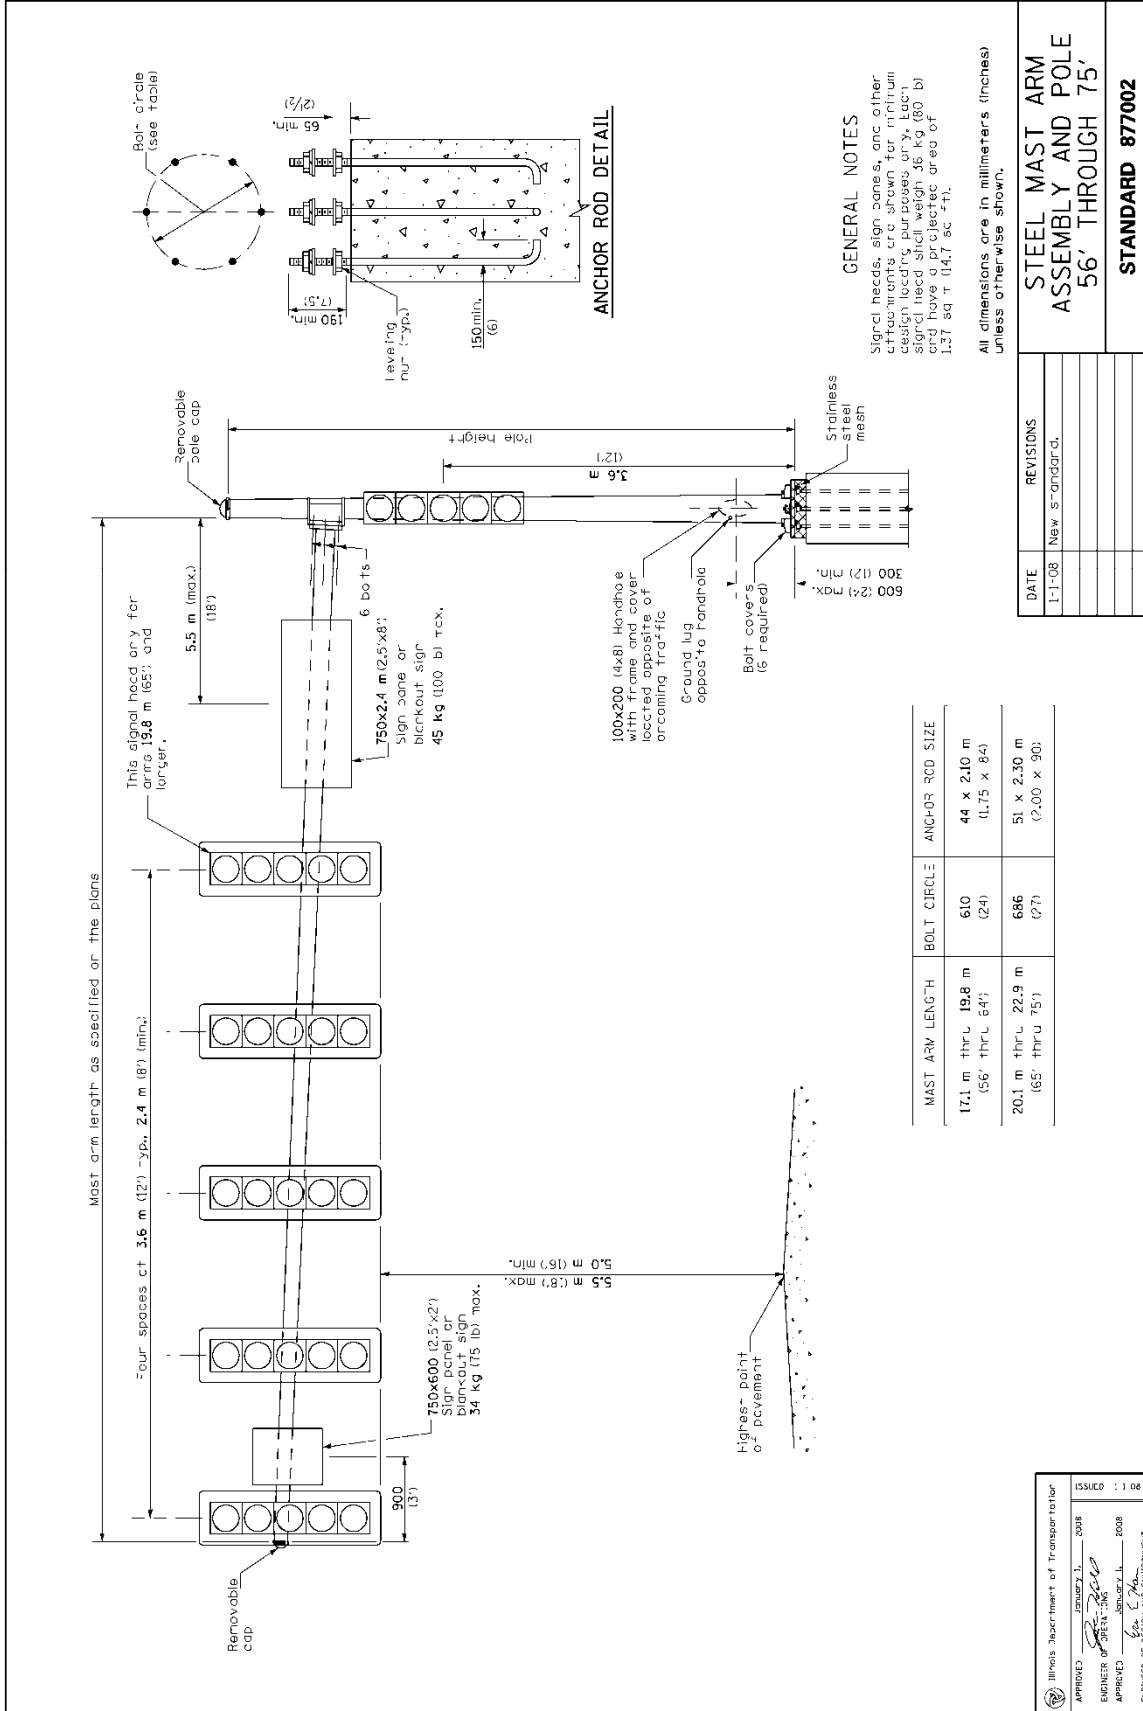 Mast arm length as specified on the plans
Four spaces at 3.6 m (12') typ., 2.4 m (8') (min.)
This signal head only for
arms 19.8 m (65') and
larger.
5.5 m (max.)
(18')
Removable
pole cap
Removable
cap
900
(3')
750x600 (2.5'x2')
Sign panel or
blankout sign
34 kg (75 lb) max.
750x2.4 m (2.5'x8')
Sign panel or
blankout sign
45 kg (100 lb) max.
6 bolts
Pole height
3.6 m
(12')
5.5 m (18') max.
5.0 m (16') min.
Highest point
of pavement
100x200 (4x8) Handhole
with frame and cover
located opposite of
oncoming traffic
Ground lug
opposite handhole
Bolt covers
(6 required)
600 (24) max.
300 (12) min.
Stainless
steel
mesh
Bolt circle
(see table)
65 min.
(2 1/2)
190 min.
(7.5)
Leveling
nut (typ.)
150 min.
(6)
ANCHOR ROD DETAIL
MAST ARM LENGTH BOLT CIRCLE ANCHOR ROD SIZE
17.1 m thru 19.8 m 610 44 x 2.10 m
(56' thru 64') (24) (1.75 x 84)
20.1 m thru 22.9 m 686 51 x 2.30 m
(65' thru 75') (27) (2.00 x 90)
GENERAL NOTES
Signal heads, sign panels, and other
attachments are shown for minimum
design loading purposes only. Each
signal head shall weigh 36 kg (80 lb)
and have a projected area of
1.37 sq m (14.7 sq ft).
All dimensions are in millimeters (inches)
unless otherwise shown.
Illinois Department of Transportation
APPROVED January 1, 2008
ENGINEER OF OPERATIONS
APPROVED January 1, 2008
ISSUED 1-1-08
DATE REVISIONS
1-1-08 New standard.
STEEL MAST ARM
ASSEMBLY AND POLE
56' THROUGH 75'
STANDARD 877002